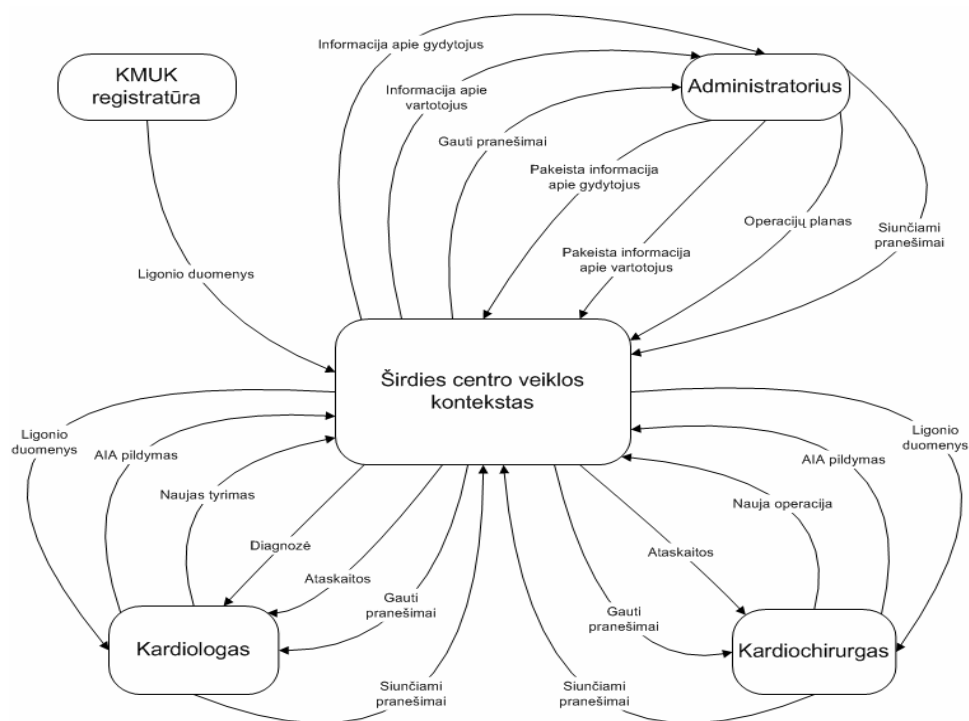 Informacija apie gydytojus
KMUK
registratūra
Administratorius
Informacija apie
vartotojus
Gauti pranešimai
Pakeista informacija
apie gydytojus
Operacijų planas
Siunčiami
pranešimai
Pakeista informacija
apie vartotojus
Ligonio duomenys
Širdies centro veiklos
kontekstas
Ligonio
duomenys
AIA pildymas
Naujas tyrimas
Diagnozė
Ataskaitos
Gauti
pranešimai
Siunčiami
pranešimai
Kardiologas
Ligonio
duomenys
AIA pildymas
Nauja operacija
Ataskaitos
Gauti
pranešimai
Siunčiami
pranešimai
Kardiochirurgas